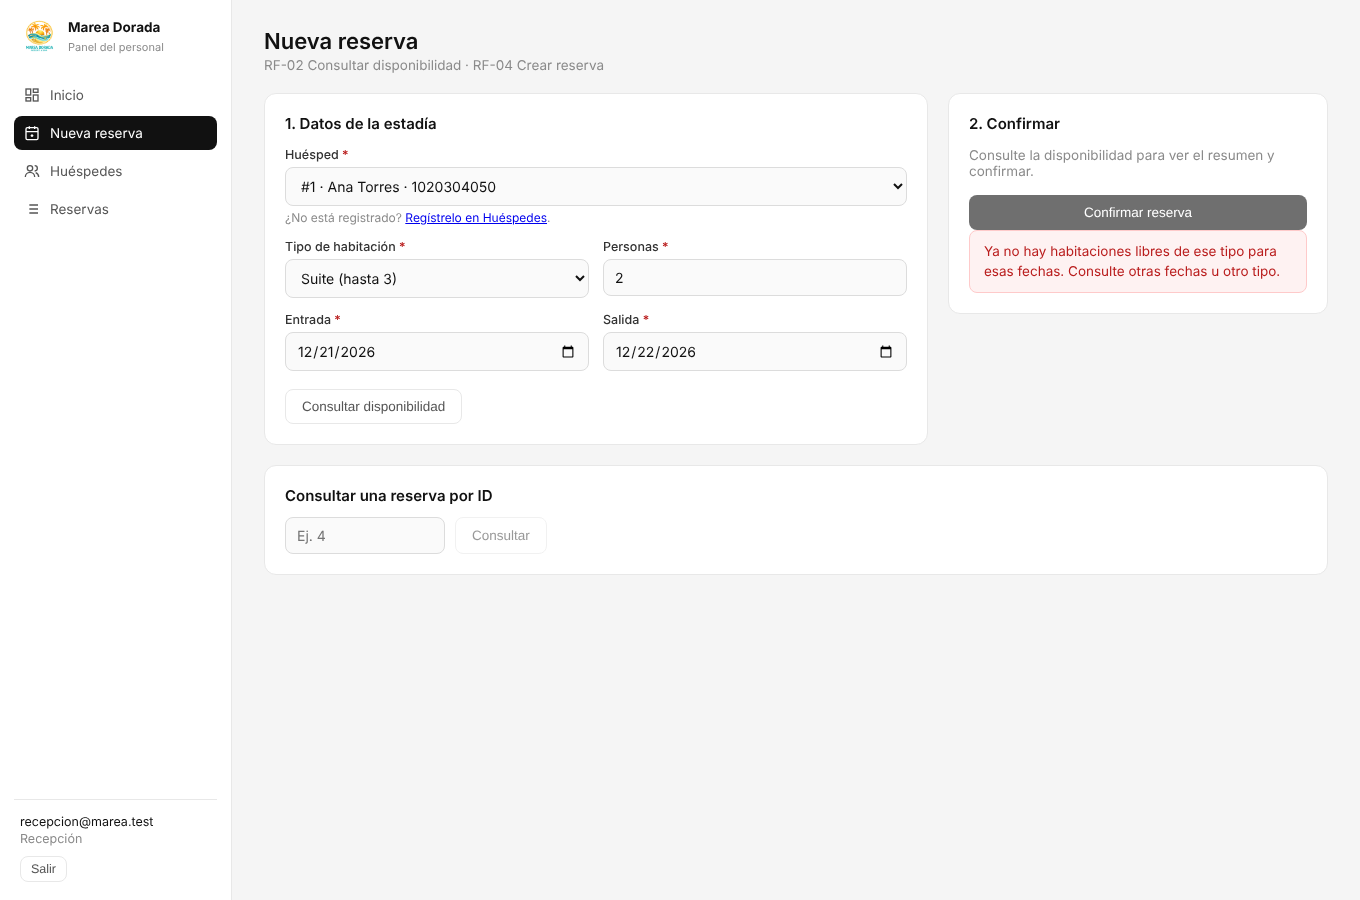 Marea Dorada
Panel del personal
Inicio
Nueva reserva
Huéspedes
Reservas
recepcion@marea.test
Recepción
Salir
Nueva reserva
RF-02 Consultar disponibilidad · RF-04 Crear reserva
1. Datos de la estadía
Huésped *
#1 · Ana Torres · 1020304050
¿No está registrado? Regístrelo en Huéspedes.
Tipo de habitación *
Personas *
Suite (hasta 3)
2
Entrada *
Salida *
12/21/2026
12/22/2026
Consultar disponibilidad
2. Confirmar
Consulte la disponibilidad para ver el resumen y
confirmar.
Confirmar reserva
Ya no hay habitaciones libres de ese tipo para
esas fechas. Consulte otras fechas u otro tipo.
Consultar una reserva por ID
Ej. 4
Consultar